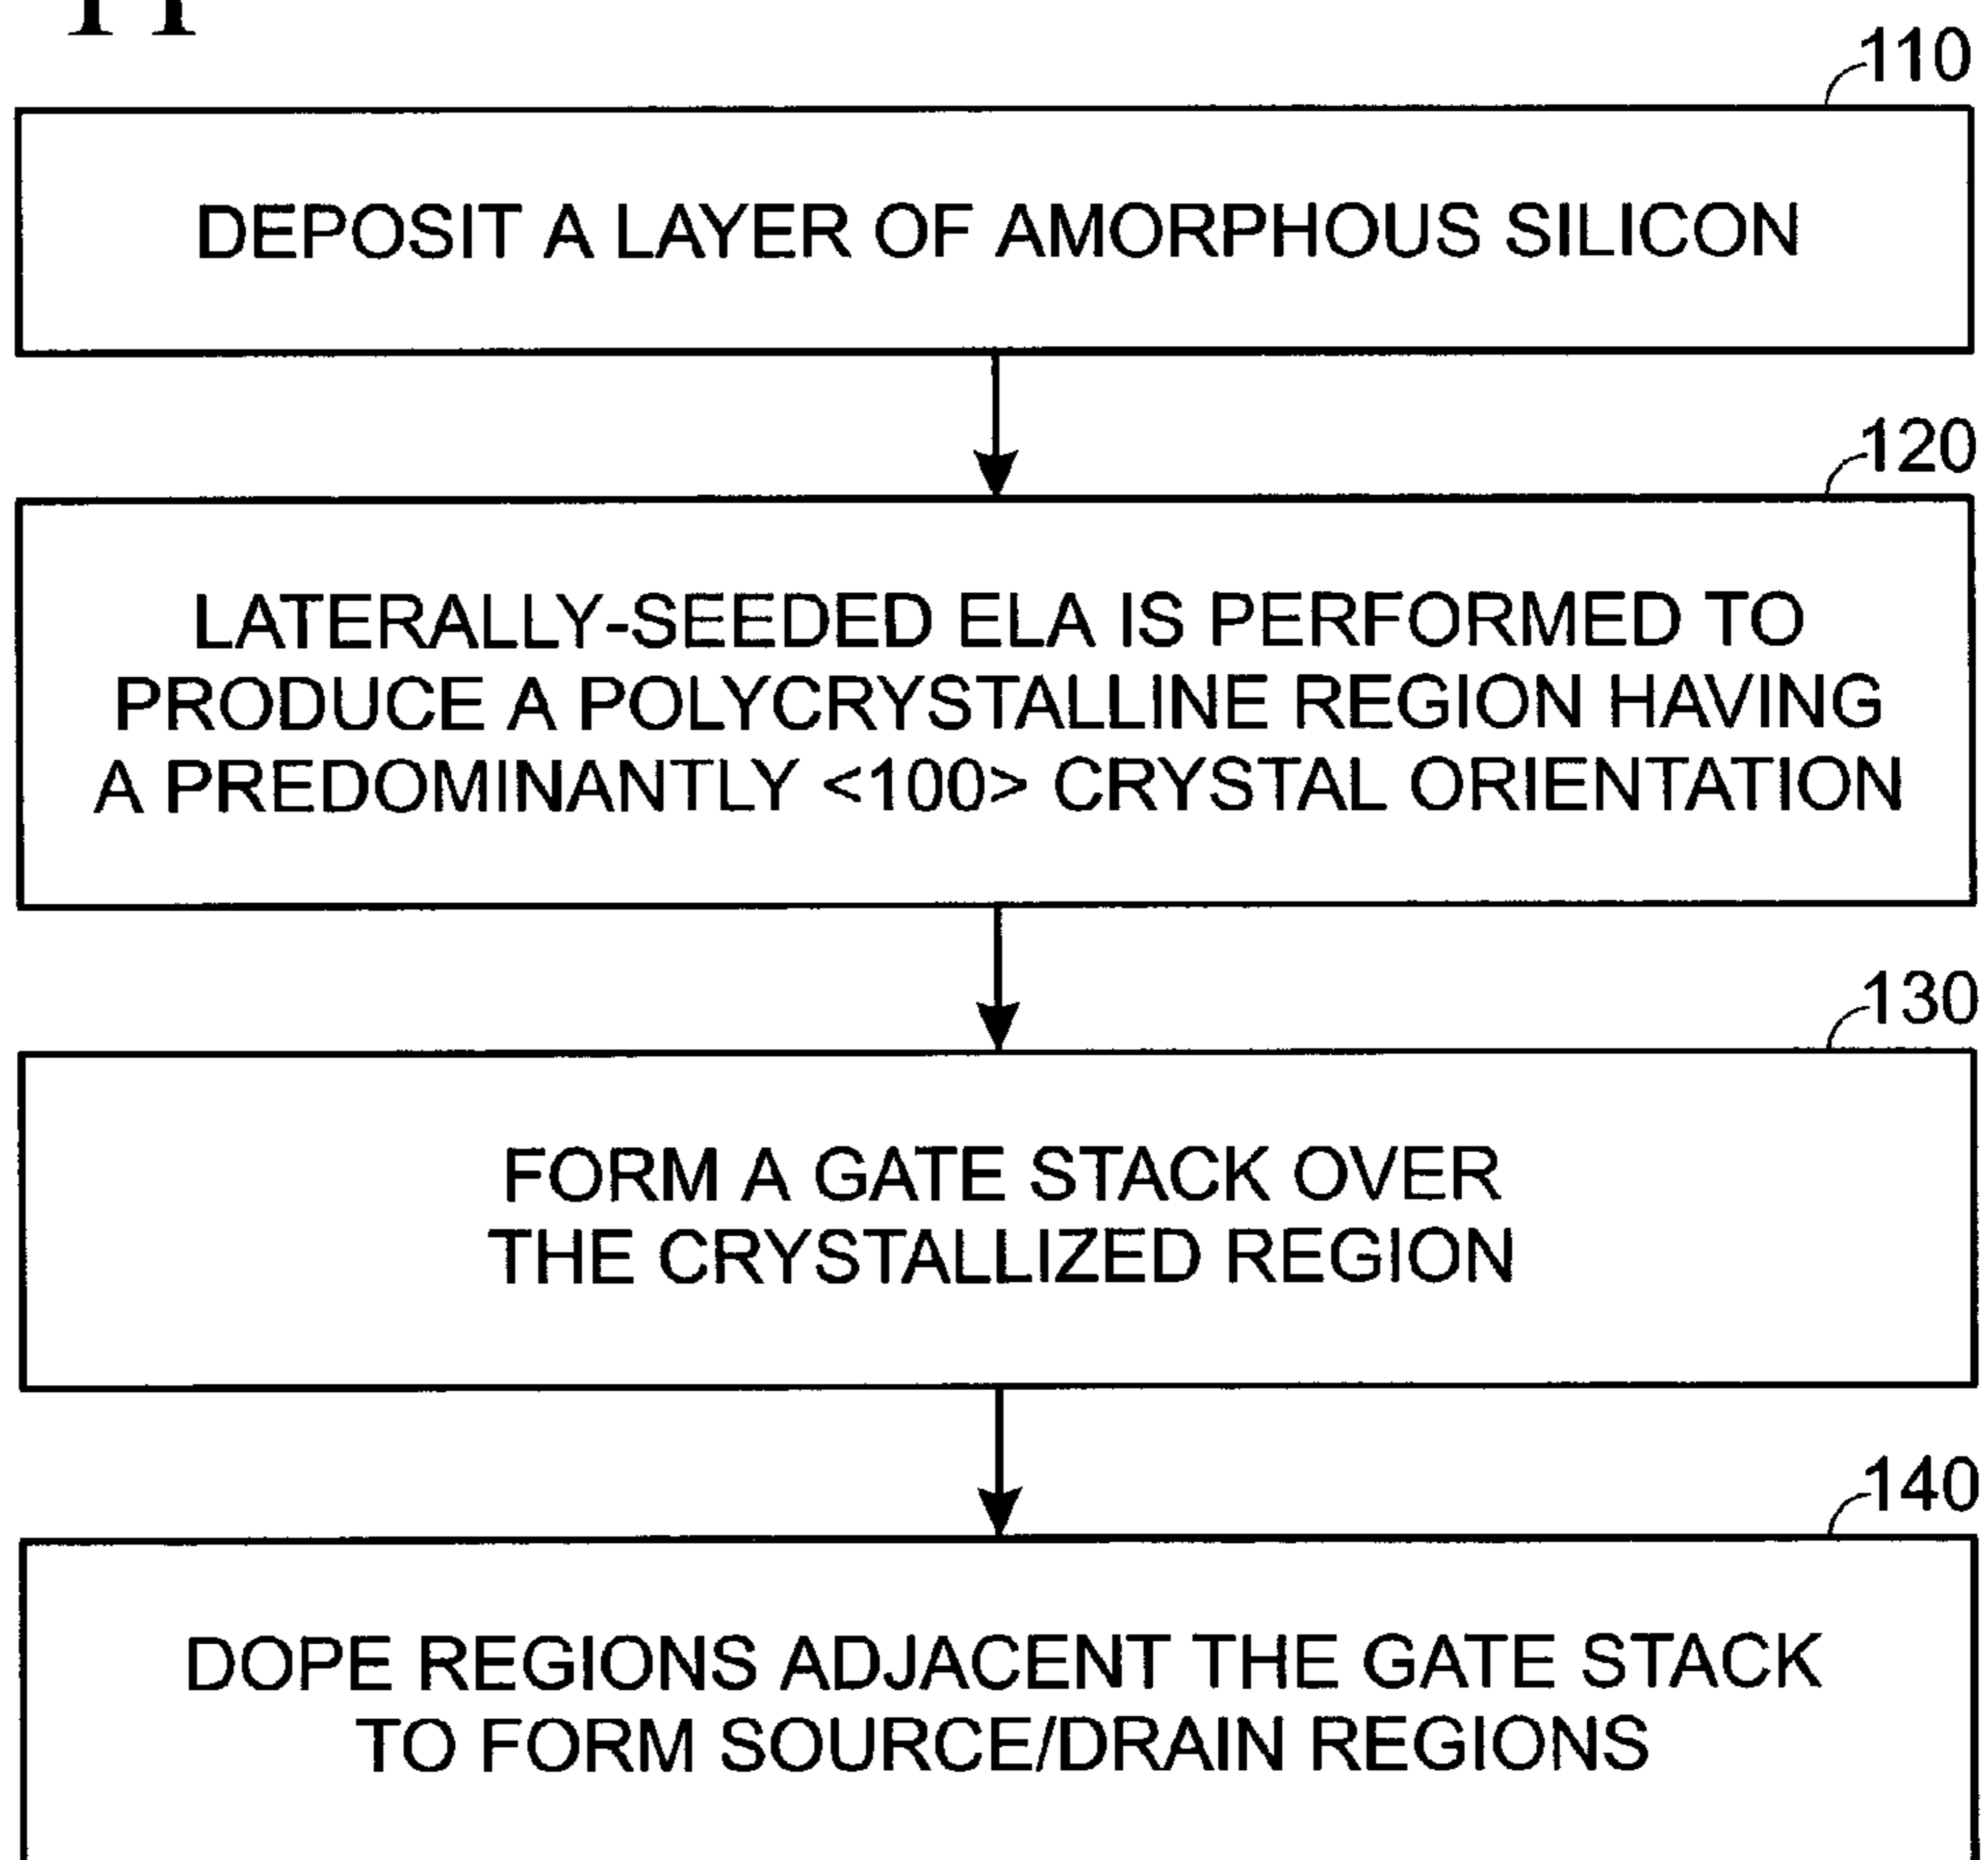 110
DEPOSIT A LAYER OF AMORPHOUS SILICON
120
LATERALLY-SEEDED ELA IS PERFORMED TO
PRODUCE A POLYCRYSTALLINE REGION HAVING
A PREDOMINANTLY <100> CRYSTAL ORIENTATION
130
FORM A GATE STACK OVER
THE CRYSTALLIZED REGION
140
DOPE REGIONS ADJACENT THE GATE STACK
TO FORM SOURCE/DRAIN REGIONS